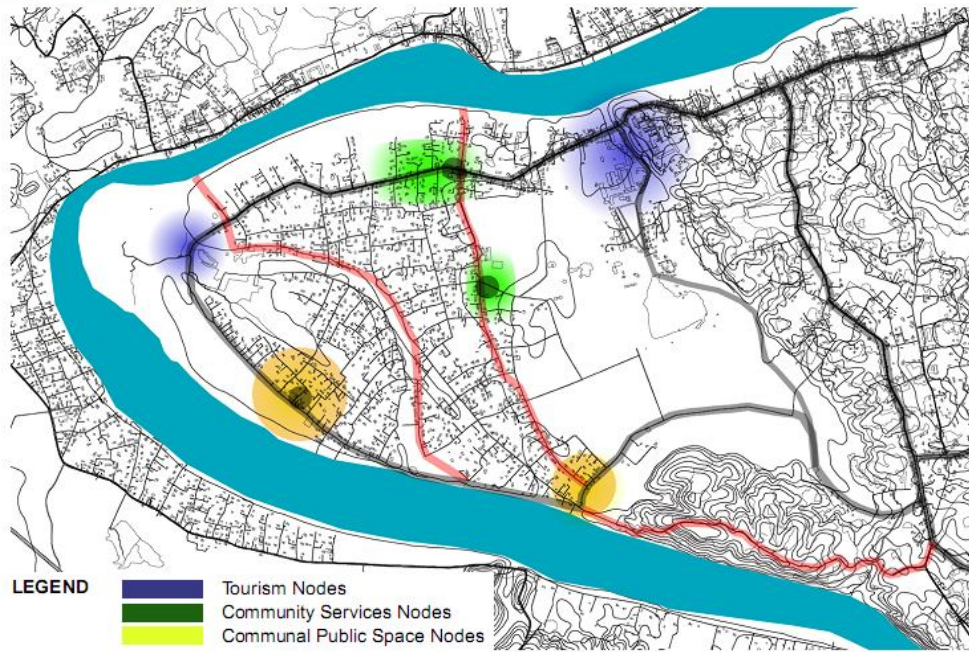 LEGEND
Tourism Nodes
Community Services Nodes
Communal Public Space Nodes